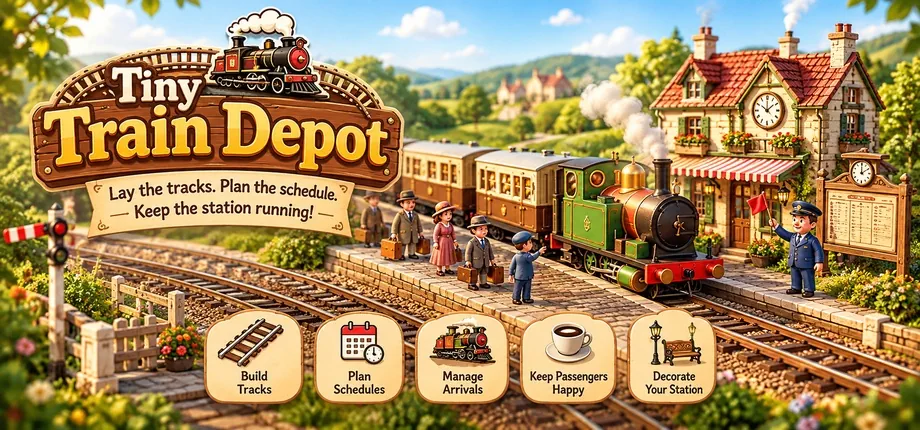 Tiny
Train Depot
Lay the tracks. Plan the schedule.
Keep the station running!
Build
Tracks
Plan
Schedules
Manage
Arrivals
Keep Passengers
Happy
Decorate
Your Station